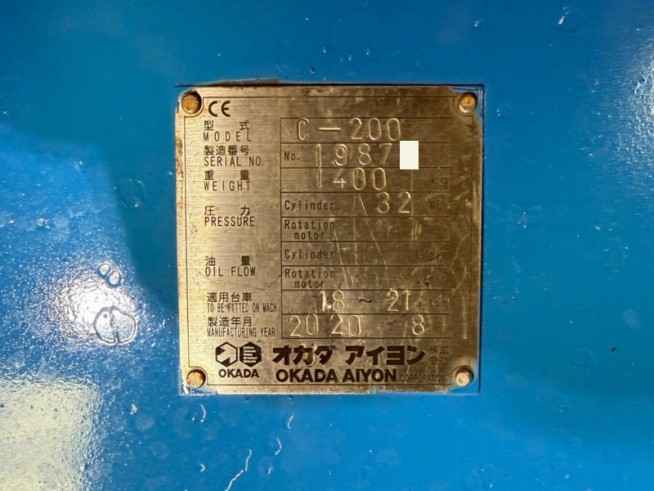 CE
型式 C-200
MODEL
製造番号 No. 1987
SERIAL NO.
重量 1400 kg
WEIGHT
圧力 Cylinder 32
PRESSURE Rotation motor
油量 Cylinder
OIL FLOW Rotation motor
適用台車 18~21
TO BE FITTED ON MACH
製造年月 2020 8
MANUFACTURING YEAR
オカダ アイヨン
OKADA OKADA AIYON